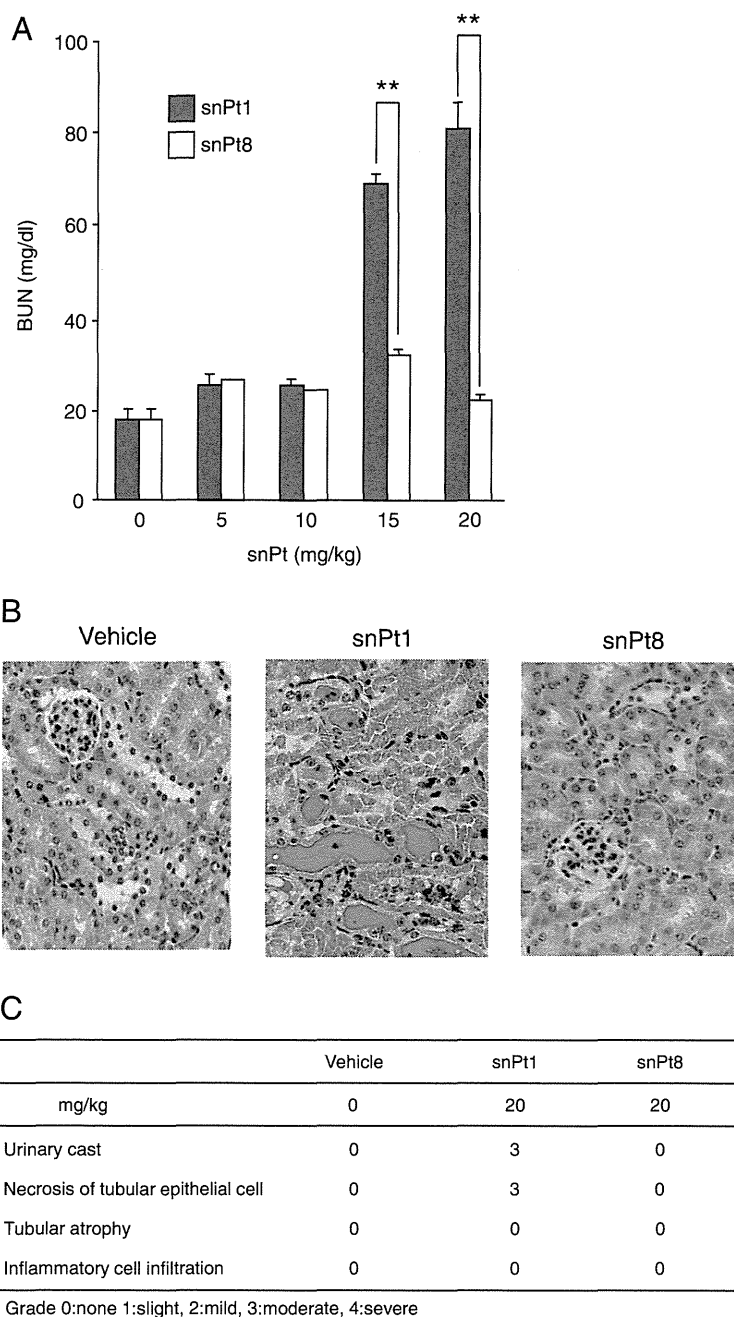 A
**
**
100
80
60
40
20
0
BUN (mg/dl)
snPt1
snPt8
0 5 10 15 20
snPt (mg/kg)
B
Vehicle snPt1 snPt8
C
Vehicle snPt1 snPt8
mg/kg 0 20 20
Urinary cast 0 3 0
Necrosis of tubular epithelial cell 0 3 0
Tubular atrophy 0 0 0
Inflammatory cell infiltration 0 0 0
Grade 0:none 1:slight, 2:mild, 3:moderate, 4:severe